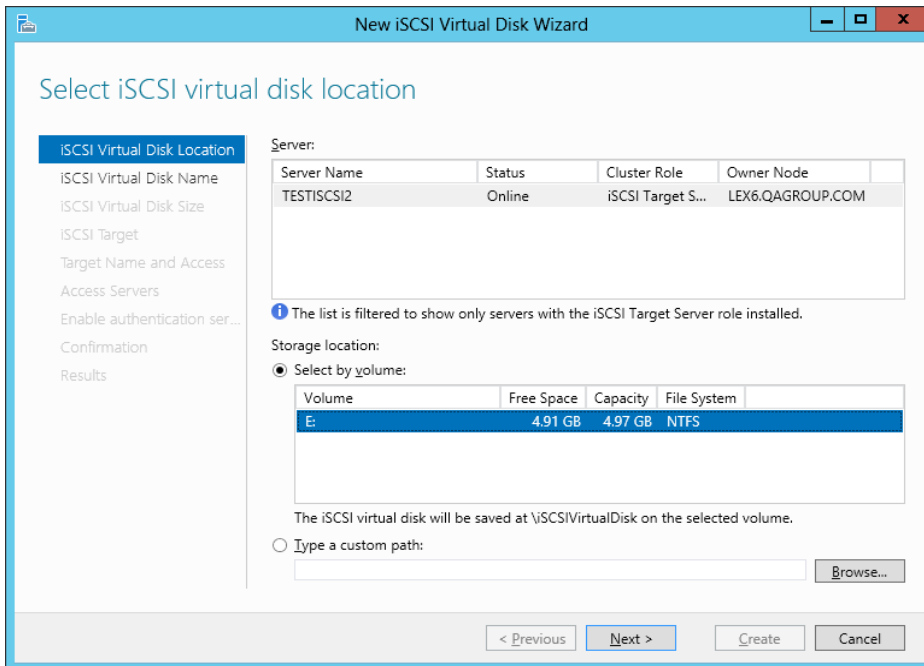 New iSCSI Virtual Disk Wizard
Select iSCSI virtual disk location
iSCSI Virtual Disk Location
iSCSI Virtual Disk Name
iSCSI Virtual Disk Size
iSCSI Target
Target Name and Access
Access Servers
Enable authentication ser...
Confirmation
Results
Server:
Server Name Status Cluster Role Owner Node
TESTISCSI2 Online iSCSI Target S... LEX6.QAGROUP.COM
The list is filtered to show only servers with the iSCSI Target Server role installed.
Storage location:
Select by volume:
Volume Free Space Capacity File System
E: 4.91 GB 4.97 GB NTFS
The iSCSI virtual disk will be saved at \iSCSIVirtualDisk on the selected volume.
Type a custom path:
Browse...
< Previous Next > Create Cancel